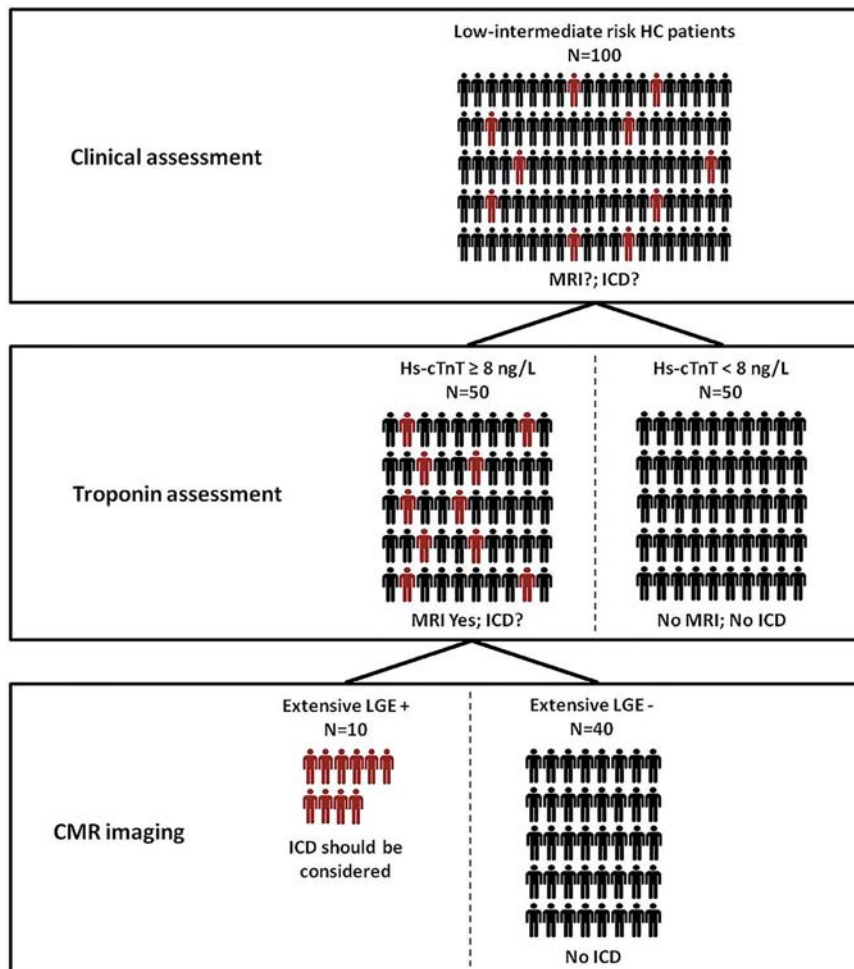 Low-intermediate risk HC patients
N=100
Clinical assessment
MRI?; ICD?
Hs-cTnT ≥ 8 ng/L
N=50
Hs-cTnT < 8 ng/L
N=50
Troponin assessment
MRI Yes; ICD?
No MRI; No ICD
Extensive LGE +
N=10
Extensive LGE -
N=40
CMR imaging
ICD should be
considered
No ICD